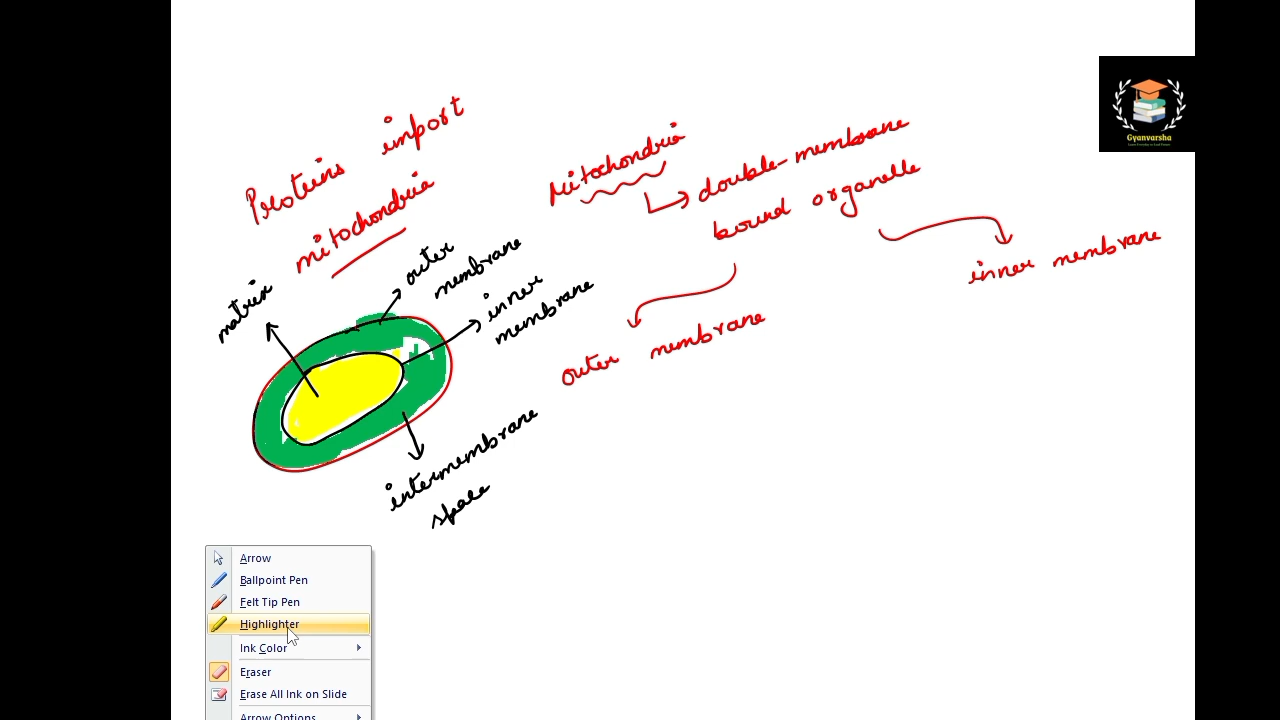 Proteins import
mitochondria
Mitochondria
double-membrane
bound organelle
inner membrane
outer membrane
matrix
outer
membrane
inner
membrane
intermembrane
space
Gyanvarsha
Arrow
Ballpoint Pen
Felt Tip Pen
Highlighter
Ink Color
Eraser
Erase All Ink on Slide
Arrow Options